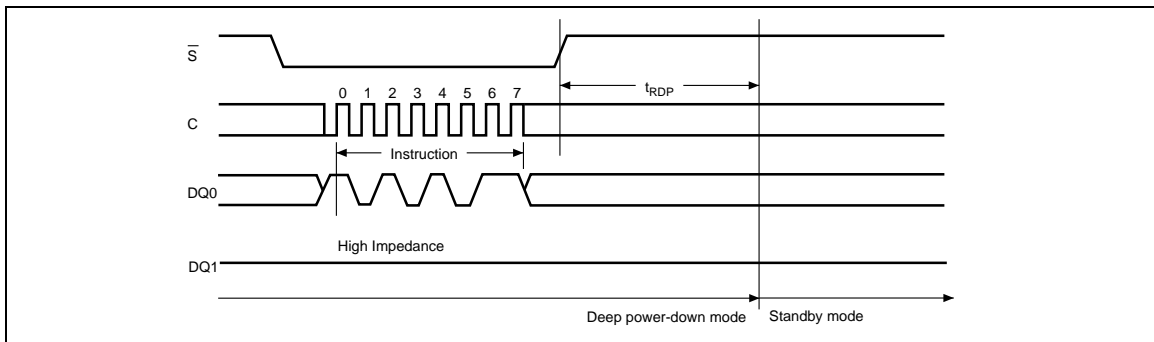 S
0 1 2 3 4 5 6 7
tRDP
C
Instruction
DQ0
High Impedance
DQ1
Deep power-down mode Standby mode